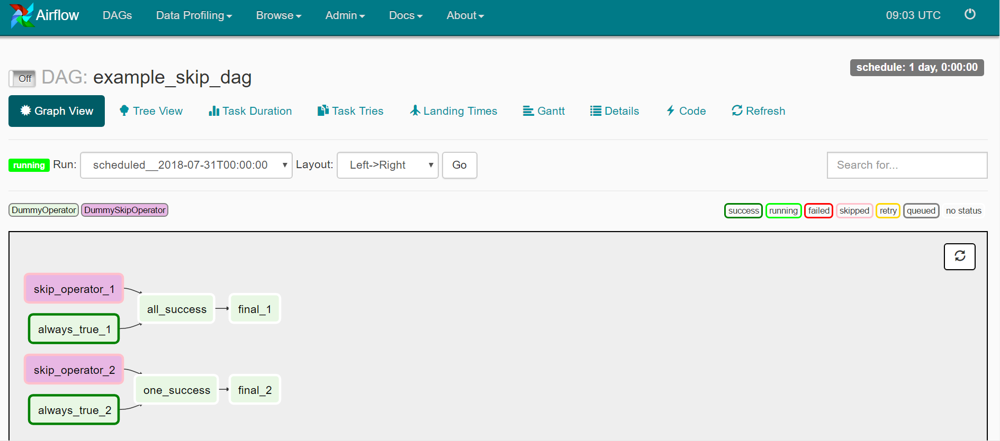 Airflow DAGs Data Profiling Browse Admin Docs About 09:03 UTC
schedule: 1 day, 0:00:00
Off DAG: example_skip_dag
Graph View Tree View Task Duration Task Tries Landing Times Gantt Details Code Refresh
running Run: scheduled__2018-07-31T00:00:00 Layout: Left->Right Go Search for...
DummyOperator DummySkipOperator success running failed skipped retry queued no status
skip_operator_1
all_success final_1
always_true_1
skip_operator_2
one_success final_2
always_true_2